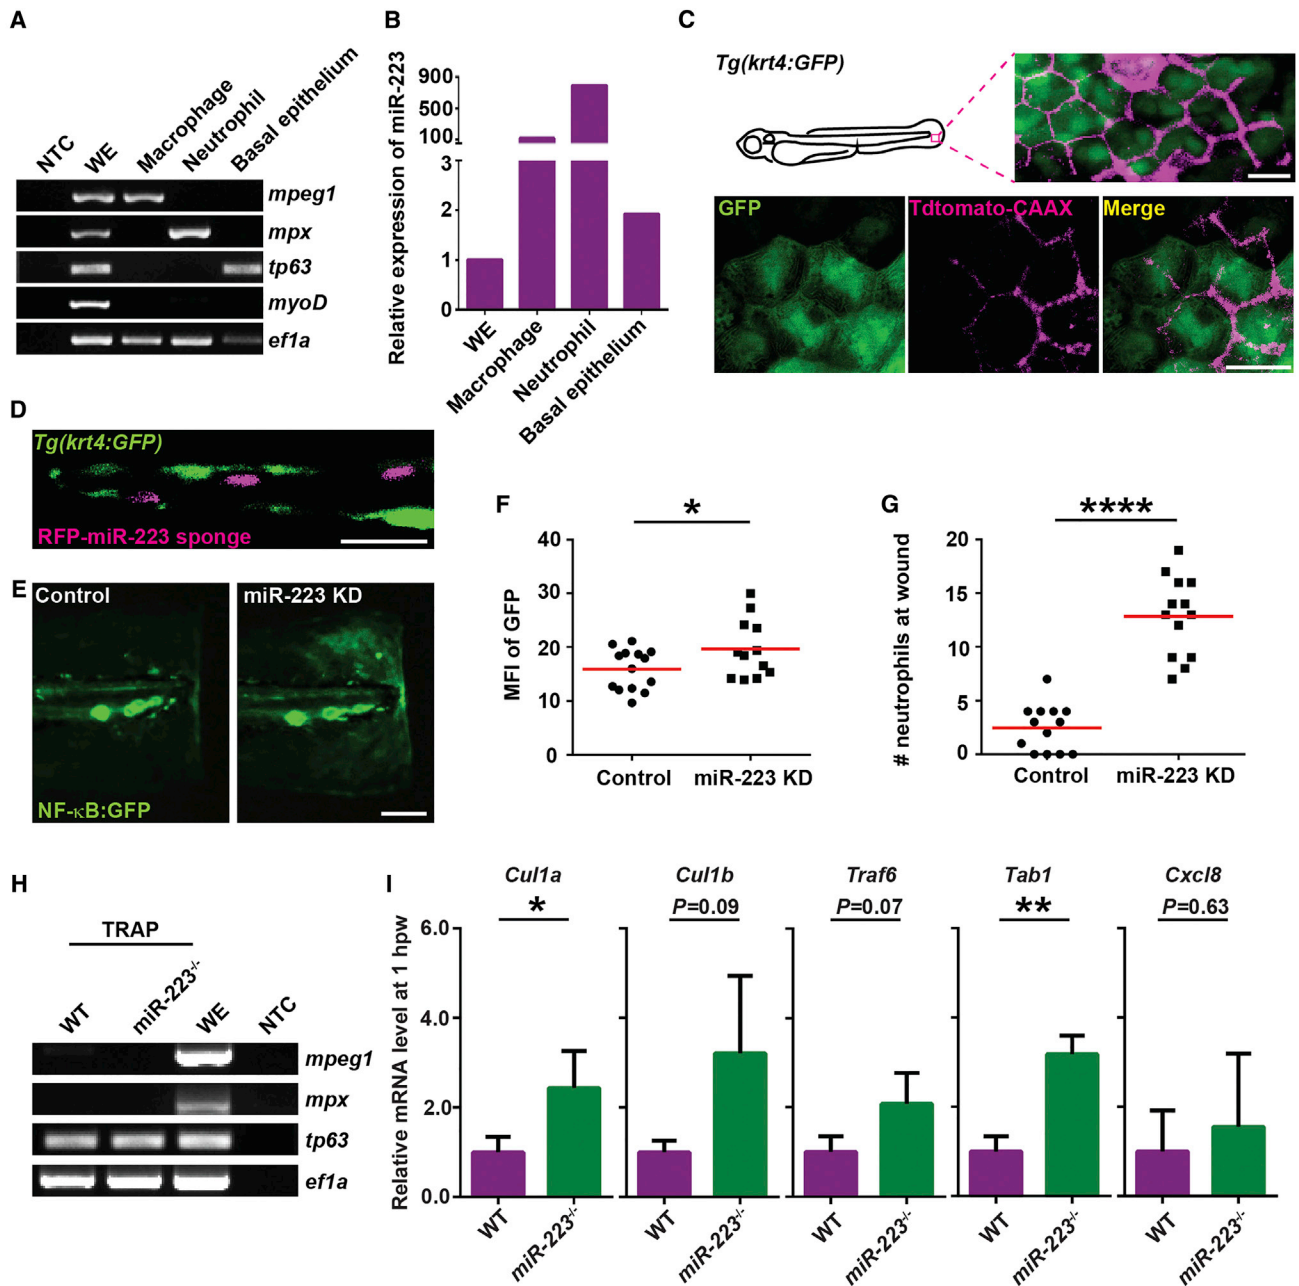 A
NTC
WE
Macrophage
Neutrophil
Basal epithelium
mpeg1
mpx
tp63
myoD
ef1a
B
Relative expression of miR-223
900
500
100
3
2
1
0
WE
Macrophage
Neutrophil
Basal epithelium
C
Tg(krt4:GFP)
GFP
Tdtomato-CAAX
Merge
D
Tg(krt4:GFP)
RFP-miR-223 sponge
E
Control
miR-223 KD
NF-κB:GFP
F
*
MFI of GFP
40
30
20
10
0
Control
miR-223 KD
G
****
# neutrophils at wound
20
15
10
5
0
Control
miR-223 KD
H
TRAP
WT
miR-223-/-
WE
NTC
mpeg1
mpx
tp63
ef1a
I
Relative mRNA level at 1 hpw
6.0
4.0
2.0
0.0
Cul1a
*
WT
miR-223-/-
Cul1b
P=0.09
WT
miR-223-/-
Traf6
P=0.07
WT
miR-223-/-
Tab1
**
WT
miR-223-/-
Cxcl8
P=0.63
WT
miR-223-/-